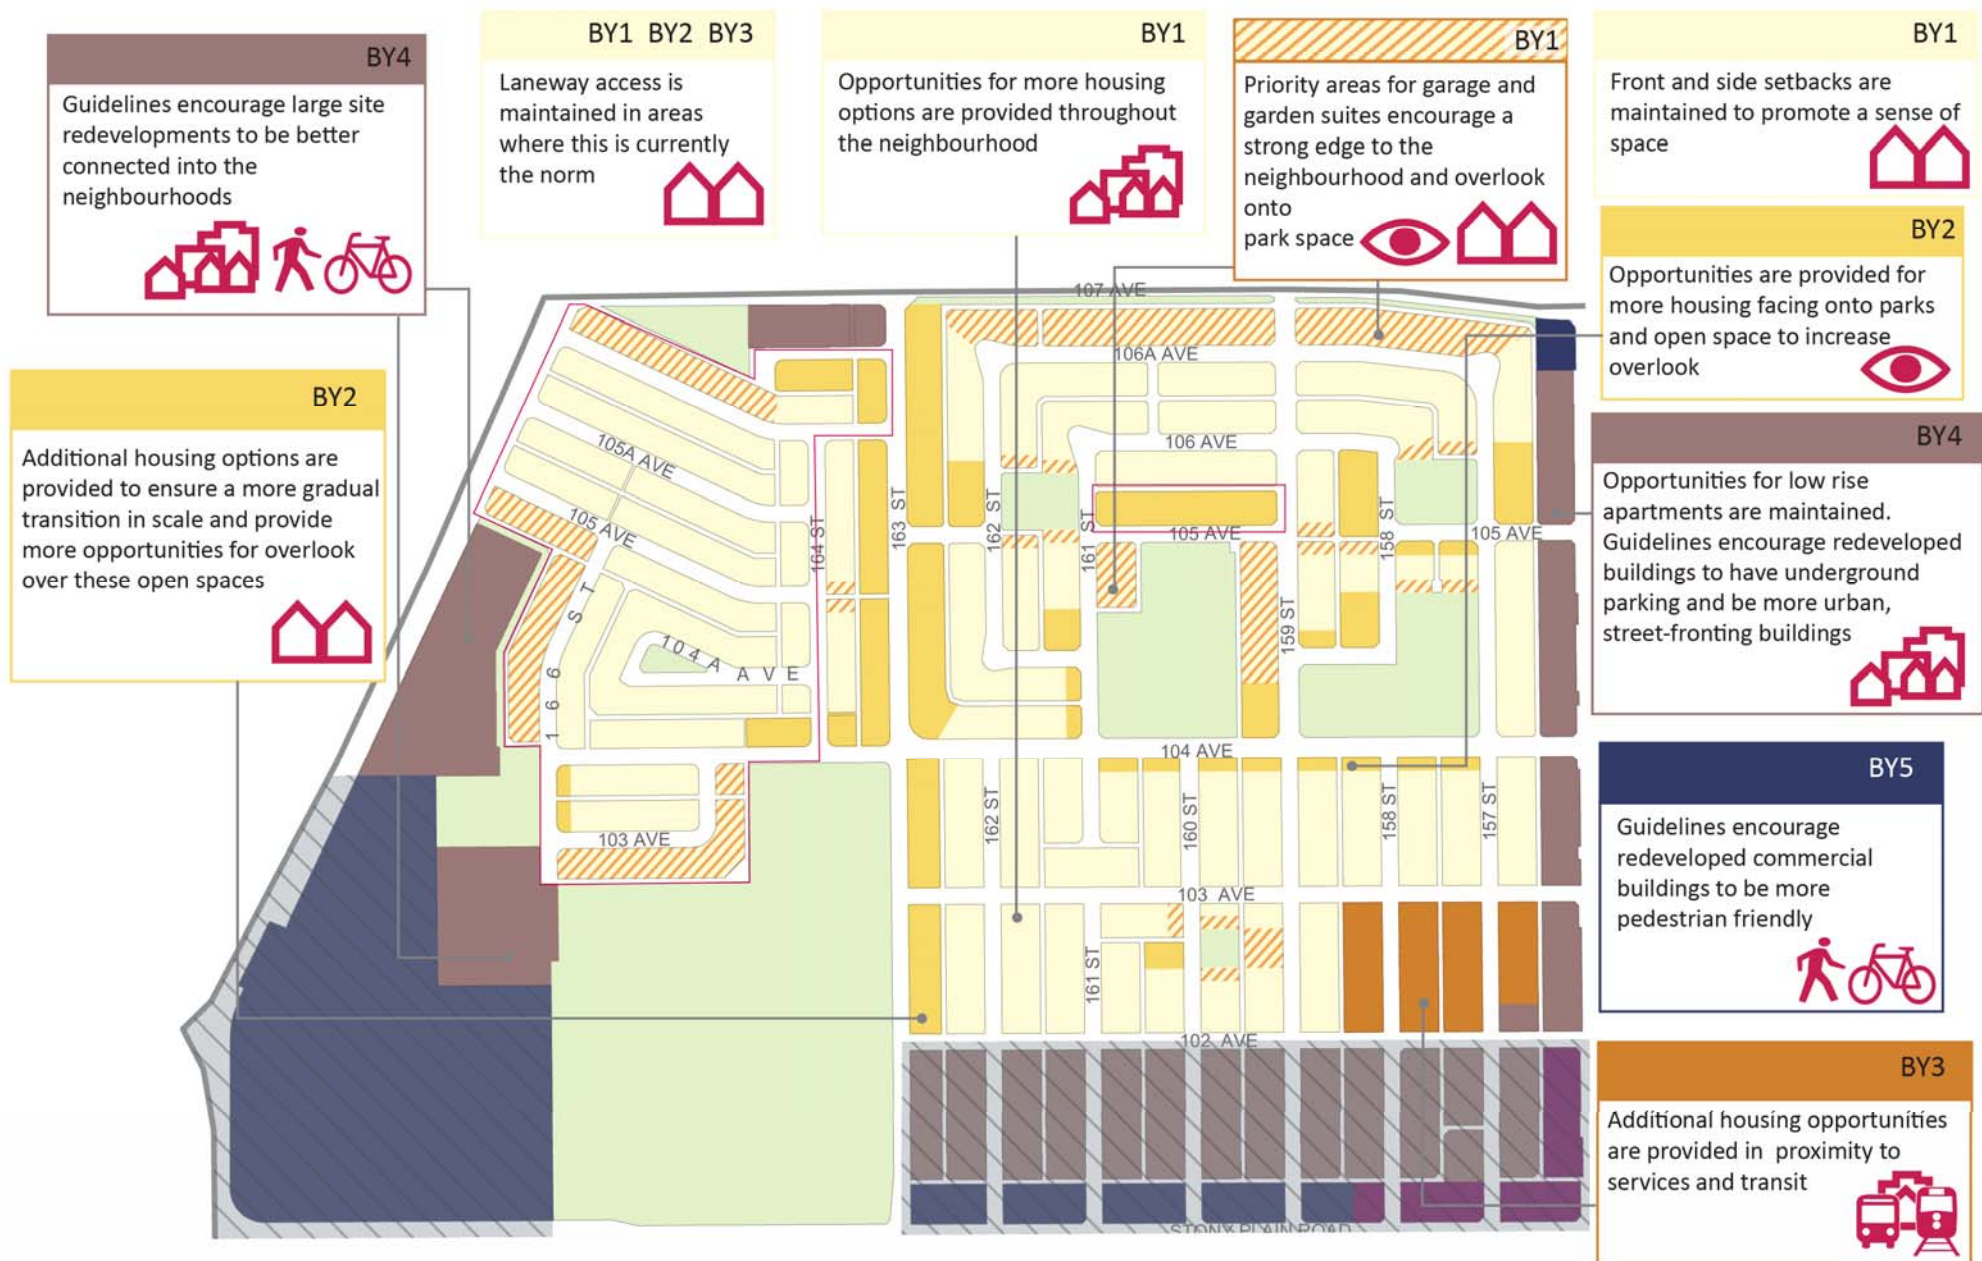 BY4
Guidelines encourage large site
redevelopments to be better
connected into the
neighbourhoods
BY1 BY2 BY3
Laneway access is
maintained in areas
where this is currently
the norm
BY1
Opportunities for more housing
options are provided throughout
the neighbourhood
BY1
Priority areas for garage and
garden suites encourage a
strong edge to the
neighbourhood and overlook
onto
park space
BY1
Front and side setbacks are
maintained to promote a sense of
space
BY2
Opportunities are provided for
more housing facing onto parks
and open space to increase
overlook
BY2
Additional housing options are
provided to ensure a more gradual
transition in scale and provide
more opportunities for overlook
over these open spaces
BY4
Opportunities for low rise
apartments are maintained.
Guidelines encourage redeveloped
buildings to have underground
parking and be more urban,
street-fronting buildings
BY5
Guidelines encourage
redeveloped commercial
buildings to be more
pedestrian friendly
BY3
Additional housing opportunities
are provided in proximity to
services and transit
107 AVE
106A AVE
106 AVE
105A AVE
105 AVE
105 AVE
105 AVE
164 ST
163 ST
162 ST
161 ST
158 ST
159 ST
166 ST
104A AVE
104 AVE
103 AVE
162 ST
160 ST
158 ST
157 ST
103 AVE
161 ST
102 AVE
STONY PLAIN ROAD